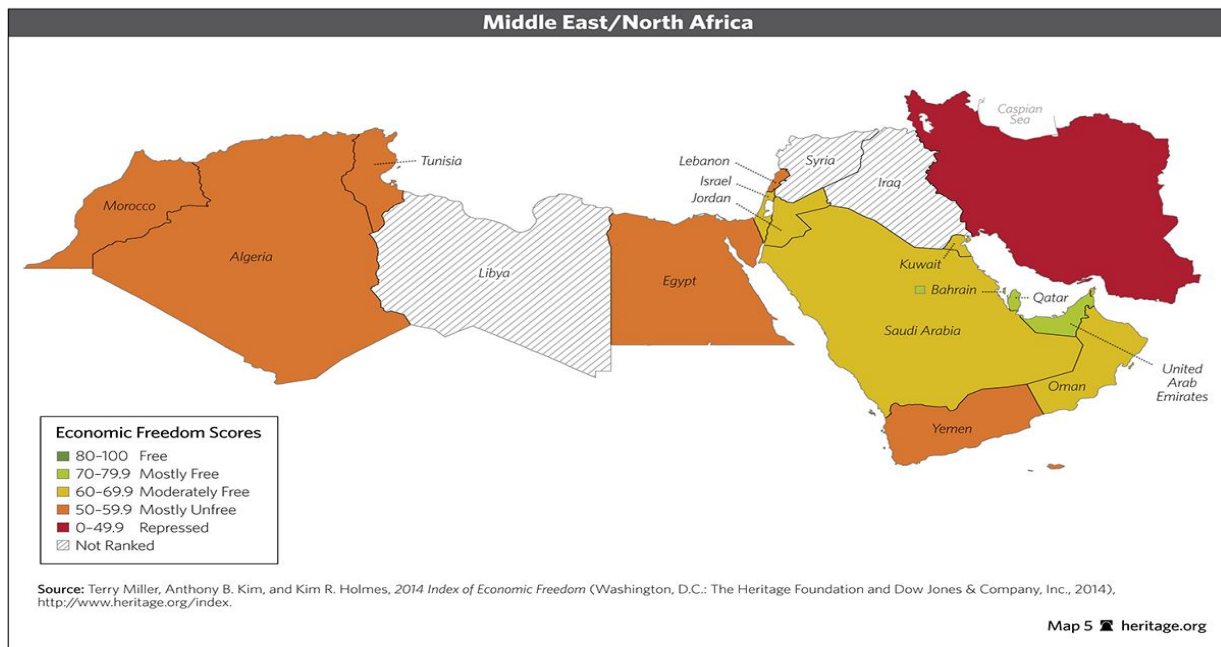 Middle East/North Africa
Caspian
Sea
Tunisia
Lebanon
Syria
Israel
Iraq
Jordan
Morocco
Algeria
Libya
Egypt
Kuwait
Bahrain
Qatar
Saudi Arabia
United
Arab
Emirates
Oman
Yemen
Economic Freedom Scores
80–100 Free
70–79.9 Mostly Free
60–69.9 Moderately Free
50–59.9 Mostly Unfree
0–49.9 Repressed
Not Ranked
Source: Terry Miller, Anthony B. Kim, and Kim R. Holmes, 2014 Index of Economic Freedom (Washington, D.C.: The Heritage Foundation and Dow Jones & Company, Inc., 2014),
http://www.heritage.org/index.
Map 5 heritage.org